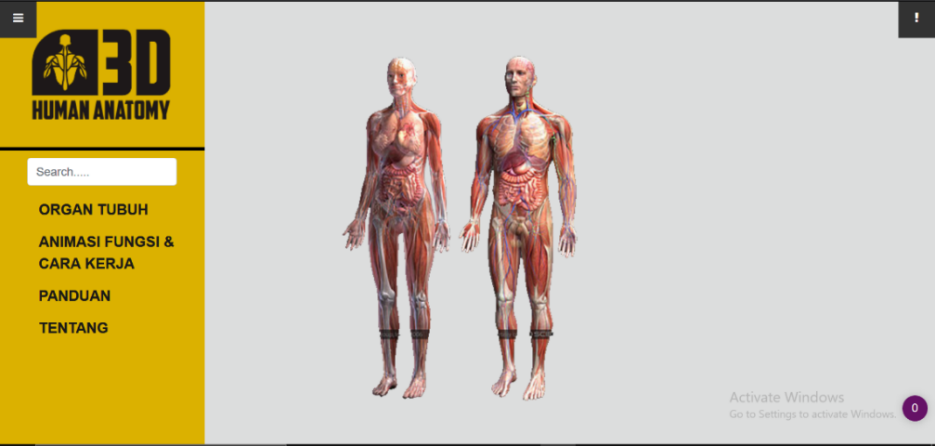 3D
HUMAN ANATOMY
Search.....
ORGAN TUBUH
ANIMASI FUNGSI &
CARA KERJA
PANDUAN
TENTANG
!
Activate Windows
Go to Settings to activate Windows.
0